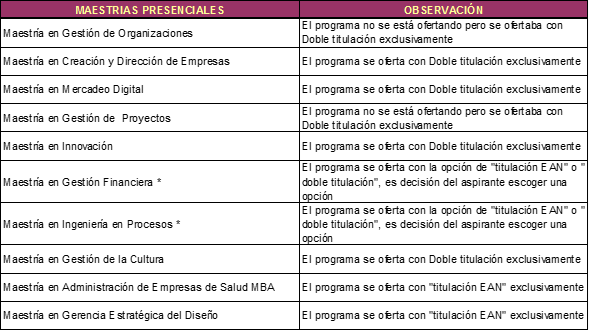 MAESTRIAS PRESENCIALES OBSERVACIÓN
Maestría en Gestión de Organizaciones
El programa no se está ofertando pero se ofertaba con
Doble titulación exclusivamente
Maestría en Creación y Dirección de Empresas El programa se oferta con Doble titulación exclusivamente
Maestría en Mercadeo Digital El programa se oferta con Doble titulación exclusivamente
Maestría en Gestión de Proyectos
El programa no se está ofertando pero se ofertaba con
Doble titulación exclusivamente
Maestría en Innovación El programa se oferta con Doble titulación exclusivamente
Maestría en Gestión Financiera *
El programa se oferta con la opción de "titulación EAN" o "
doble titulación", es decisión del aspirante escoger una
opción
Maestría en Ingeniería en Procesos *
El programa se oferta con la opción de "titulación EAN" o "
doble titulación", es decisión del aspirante escoger una
opción
Maestría en Gestión de la Cultura El programa se oferta con Doble titulación exclusivamente
Maestría en Administración de Empresas de Salud MBA El programa se oferta con "titulación EAN" exclusivamente
Maestría en Gerencia Estratégica del Diseño El programa se oferta con "titulación EAN" exclusivamente